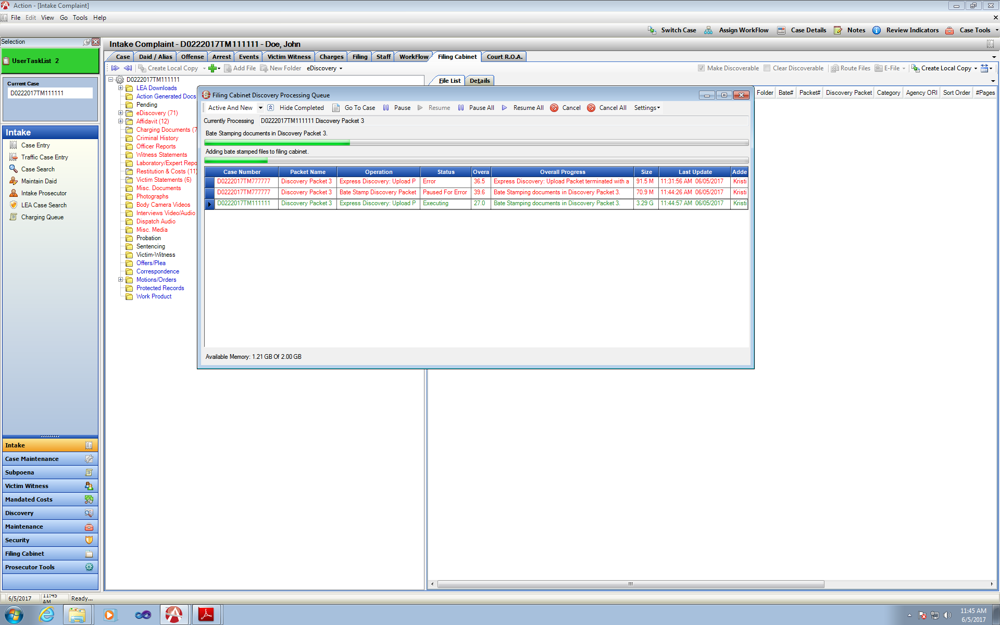 Action - [Intake Complaint]
File Edit View Go Tools Help
Switch Case Assign WorkFlow Case Details Notes Review Indicators Case Tools
Selection
UserTaskList 2
Current Case
D0222017TM111111
Intake
Case Entry
Traffic Case Entry
Case Search
Maintain Daid
Intake Prosecutor
LEA Case Search
Charging Queue
Intake
Case Maintenance
Subpoena
Victim Witness
Mandated Costs
Discovery
Maintenance
Security
Filing Cabinet
Prosecutor Tools
Intake Complaint - D0222017TM111111 - Doe, John
Case Daid / Alias Offense Arrest Events Victim Witness Charges Filing Staff WorkFlow Filing Cabinet Court R.O.A.
Create Local Copy Add File New Folder eDiscovery Make Discoverable Clear Discoverable Route Files E-File Create Local Copy
D0222017TM111111
LEA Downloads
Action Generated Docs
Pending
eDiscovery (71)
Affidavit (12)
Charging Documents (7
Criminal History
Officer Reports
Witness Statements
Laboratory/Expert Repo
Restitution & Costs (11)
Victim Statements (6)
Misc. Documents
Photographs
Body Camera Videos
Interviews Video/Audio
Dispatch Audio
Misc. Media
Probation
Sentencing
Victim-Witness
Offers/Plea
Correspondence
Motions/Orders
Protected Records
Work Product
File List Details
Folder Bate# Packet# Discovery Packet Category Agency ORI Sort Order #Pages
Filing Cabinet Discovery Processing Queue
Active And New Hide Completed Go To Case Pause Resume Pause All Resume All Cancel Cancel All Settings
Currently Processing D0222017TM111111 Discovery Packet 3
Bate Stamping documents in Discovery Packet 3.
Adding bate stamped files to filing cabinet.
Case Number Packet Name Operation Status Overa Overall Progress Size Last Update Adde
D0222017TM777777 Discovery Packet 3 Express Discovery: Upload P Error 36.5 Express Discovery: Upload Packet terminated with a 91.5 M 11:31:56 AM 06/05/2017 Kristi
D0222017TM777777 Discovery Packet 3 Bate Stamp Discovery Packet Paused For Error 39.6 Bate Stamping documents in Discovery Packet 3. 70.9 M 11:44:26 AM 06/05/2017 Kristi
D0222017TM111111 Discovery Packet 3 Express Discovery: Upload P Executing 27.0 Bate Stamping documents in Discovery Packet 3. 3.29 G 11:44:57 AM 06/05/2017 Kristi
Available Memory: 1.21 GB Of 2.00 GB
6/5/2017 11:45 AM Ready...
11:45 AM
6/5/2017